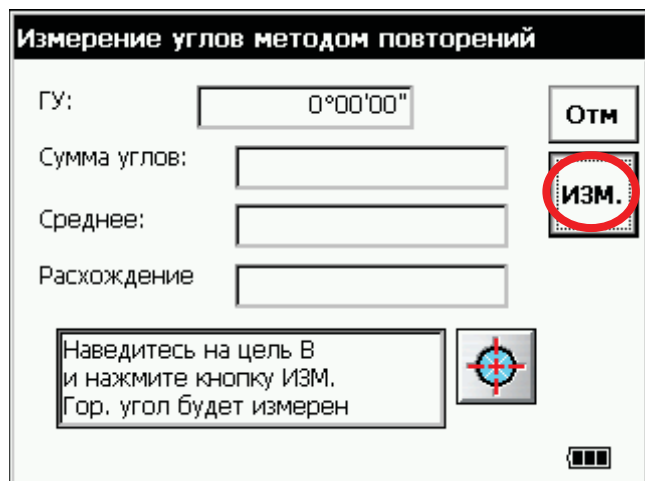 Измерение углов методом повторений
ГУ: 0°00'00"
Отм
Сумма углов:
ИЗМ.
Среднее:
Расхождение
Наведитесь на цель В
и нажмите кнопку ИЗМ.
Гор. угол будет измерен